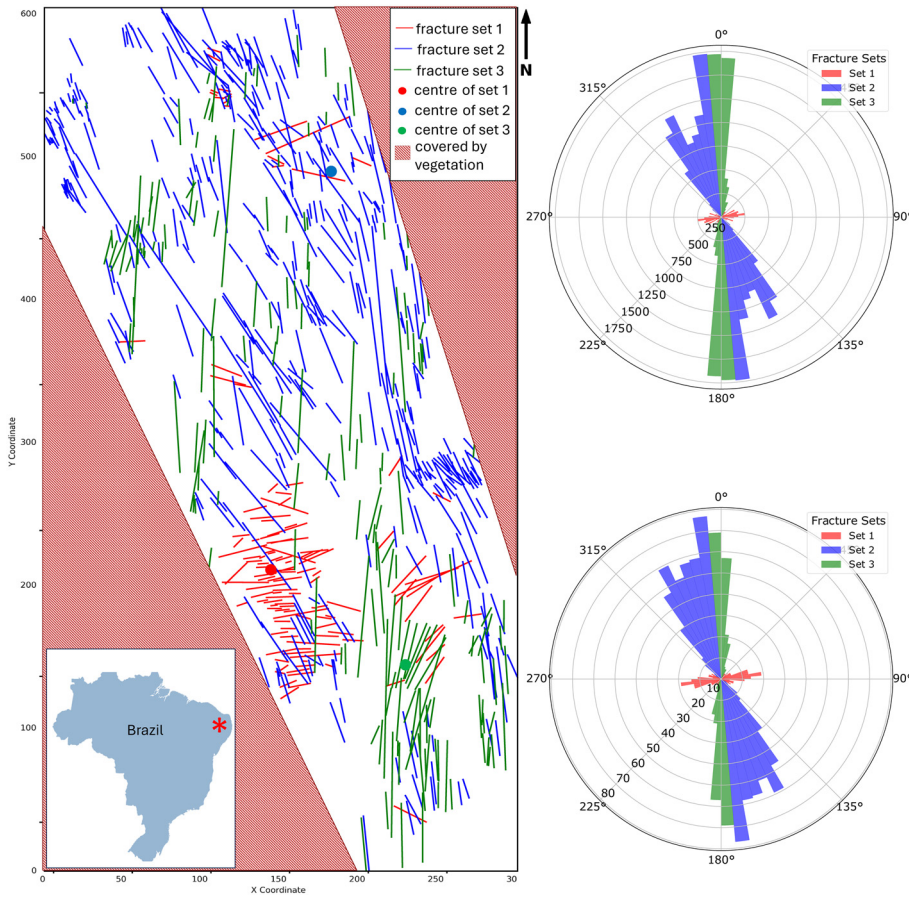 600
500
400
300
200
100
0
Y Coordinate
0
50
100
150
200
250
30
X Coordinate
fracture set 1
fracture set 2
fracture set 3
centre of set 1
centre of set 2
centre of set 3
covered by
vegetation
N
Brazil
*
0°
315°
270°
225°
180°
135°
90°
250
500
750
1000
1250
1500
1750
Fracture Sets
Set 1
Set 2
Set 3
0°
315°
270°
225°
180°
135°
90°
10
20
30
40
50
60
70
80
Fracture Sets
Set 1
Set 2
Set 3